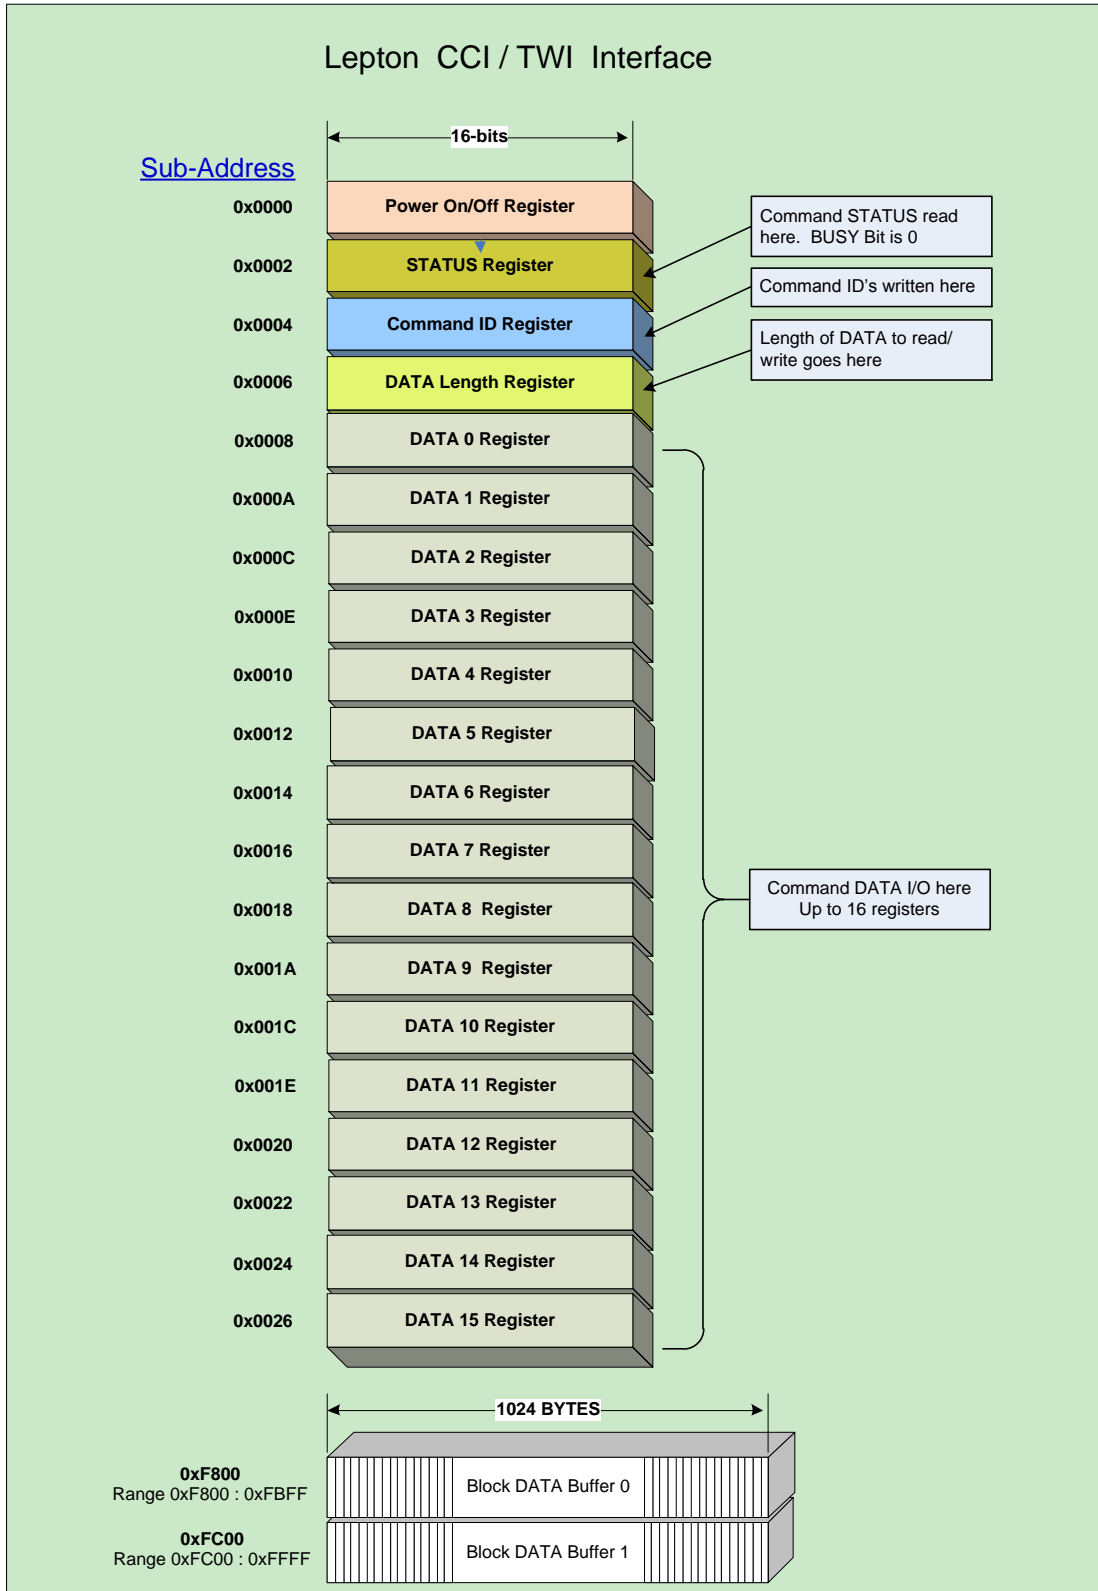 Lepton CCI / TWI Interface
16-bits
Sub-Address
0x0000 Power On/Off Register
Command STATUS read
here. BUSY Bit is 0
0x0002 STATUS Register
Command ID's written here
0x0004 Command ID Register
Length of DATA to read/
write goes here
0x0006 DATA Length Register
0x0008 DATA 0 Register
0x000A DATA 1 Register
0x000C DATA 2 Register
0x000E DATA 3 Register
0x0010 DATA 4 Register
0x0012 DATA 5 Register
0x0014 DATA 6 Register
0x0016 DATA 7 Register
Command DATA I/O here
Up to 16 registers
0x0018 DATA 8 Register
0x001A DATA 9 Register
0x001C DATA 10 Register
0x001E DATA 11 Register
0x0020 DATA 12 Register
0x0022 DATA 13 Register
0x0024 DATA 14 Register
0x0026 DATA 15 Register
1024 BYTES
0xF800
Range 0xF800 : 0xFBFF
Block DATA Buffer 0
0xFC00
Range 0xFC00 : 0xFFFF
Block DATA Buffer 1